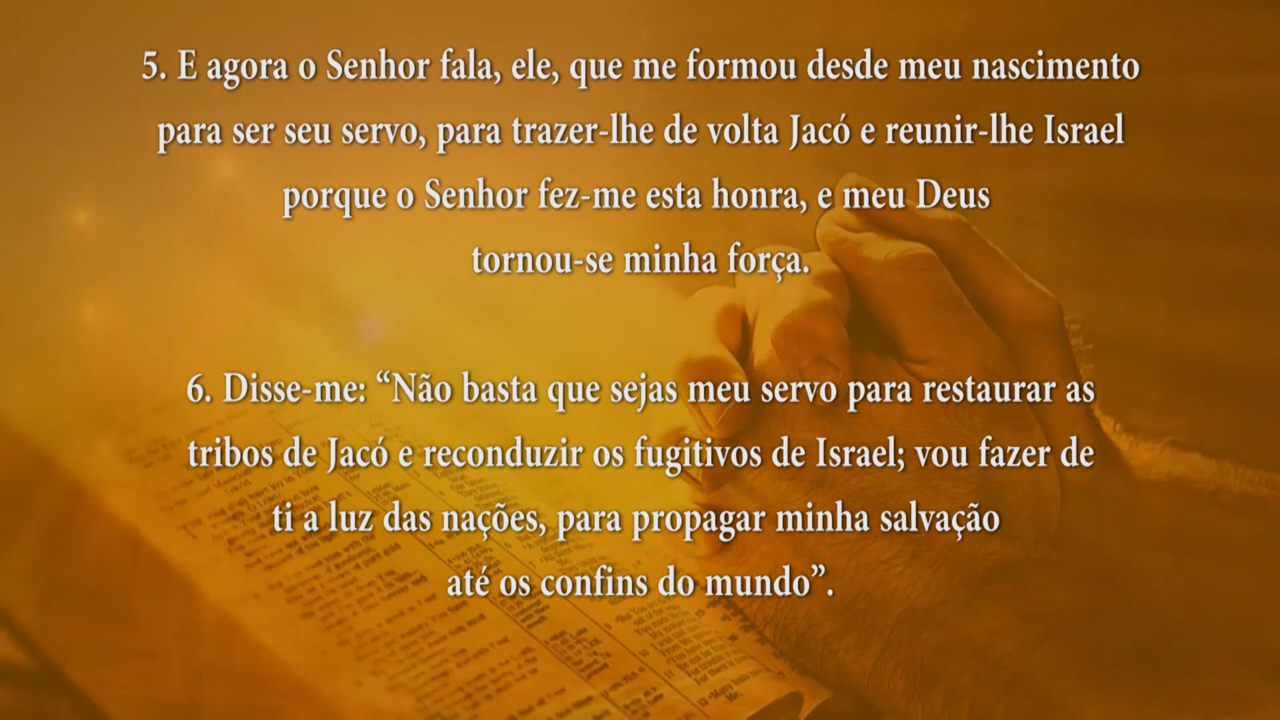 5. E agora o Senhor fala, ele, que me formou desde meu nascimento
para ser seu servo, para trazer-lhe de volta Jacó e reunir-lhe Israel
porque o Senhor fez-me esta honra, e meu Deus
tornou-se minha força.
6. Disse-me: “Não basta que sejas meu servo para restaurar as
tribos de Jacó e reconduzir os fugitivos de Israel; vou fazer de
ti a luz das nações, para propagar minha salvação
até os confins do mundo”.